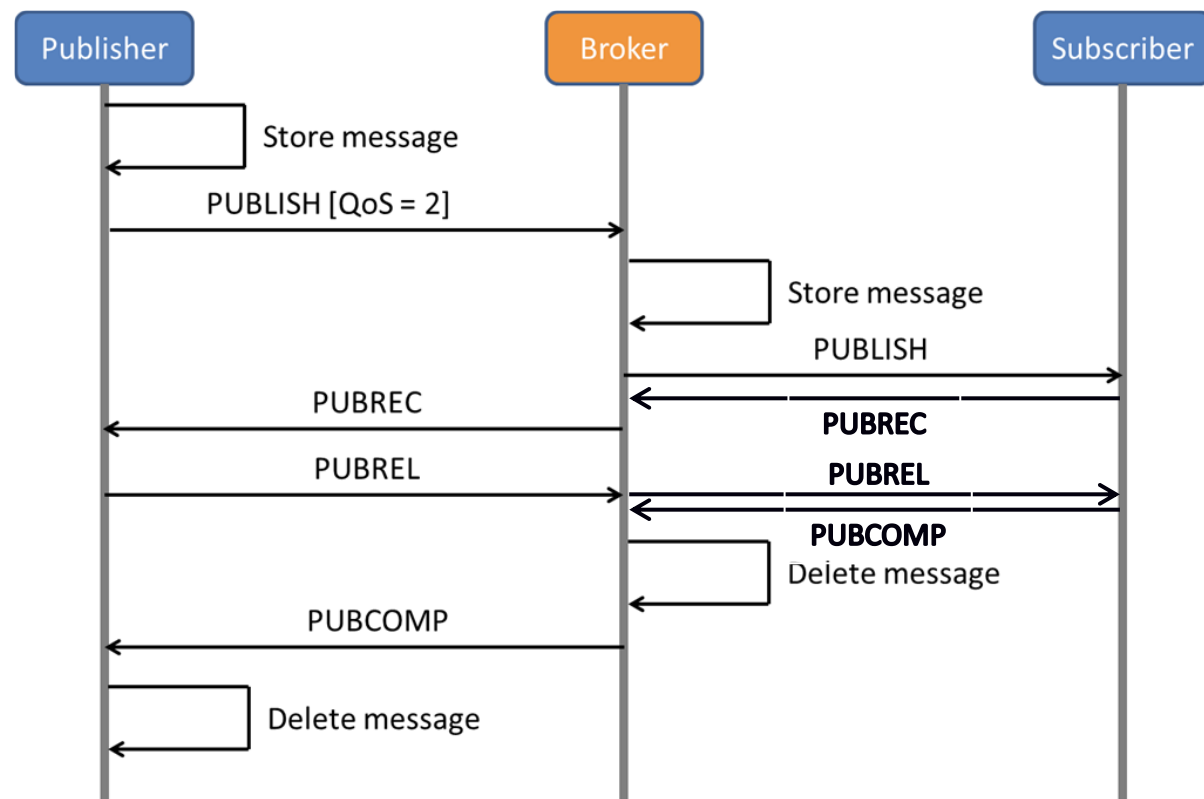 Publisher
Broker
Subscriber
Store message
PUBLISH [QoS = 2]
Store message
PUBLISH
PUBREC
PUBREC
PUBREL
PUBREL
PUBCOMP
Delete message
PUBCOMP
Delete message